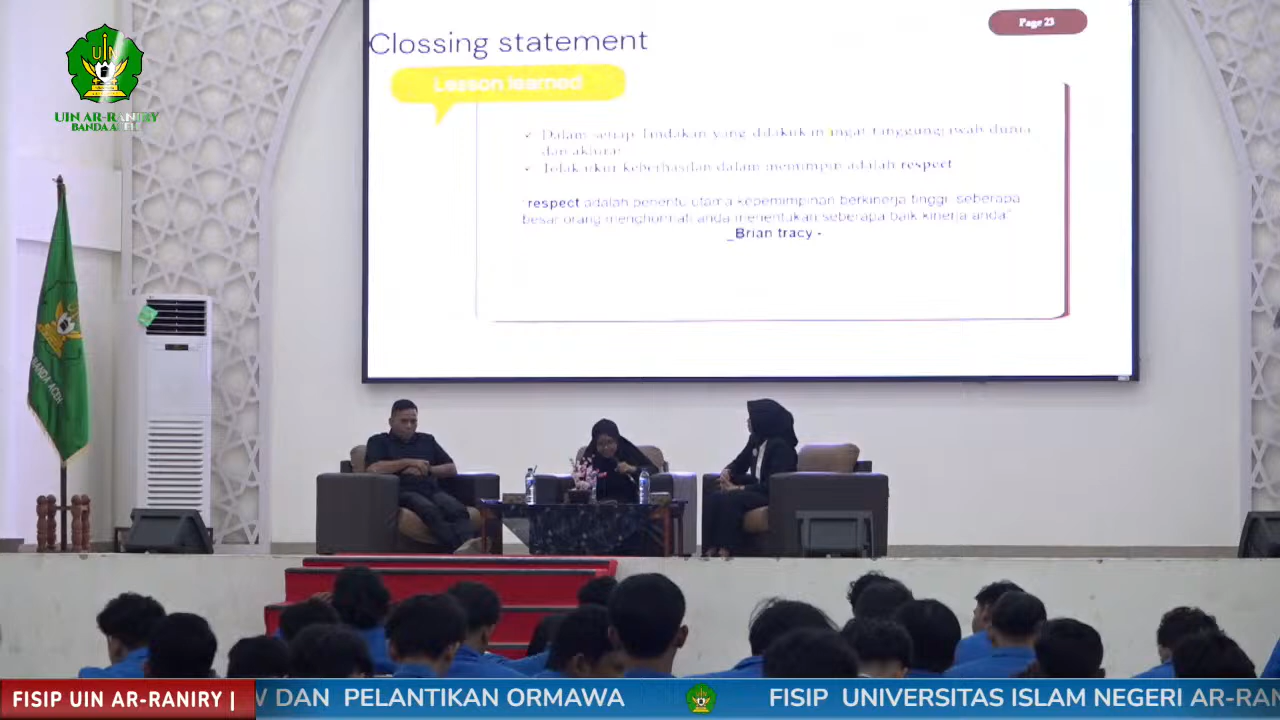 UIN
UIN AR-RANIRY
BANDA ACEH
Page 23
Clossing statement
Lesson learned
✓ Dalam setiap Tindakan yang dilakukan ingat tanggung jawab dunia
dan akhirat
✓ Tolak ukur keberhasilan dalam memimpin adalah respect
"respect adalah penentu utama kepemimpinan berkinerja tinggi, seberapa
besar orang menghormati anda menentukan seberapa baik kinerja anda"
_Brian tracy -
BANDA ACEH
FISIP UIN AR-RANIRY |
DAN PELANTIKAN ORMAWA
FISIP UNIVERSITAS ISLAM NEGERI AR-RAN